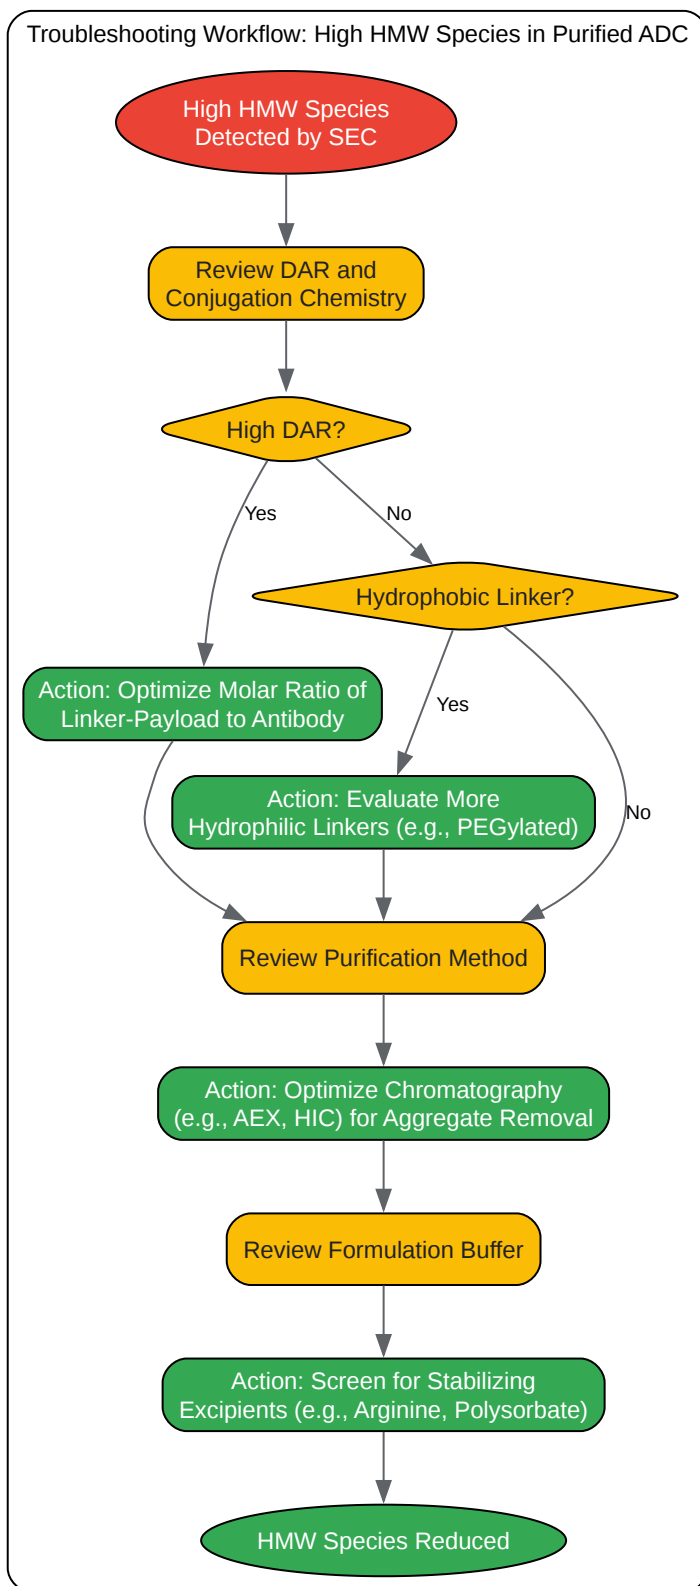 Troubleshooting Workflow: High HMW Species in Purified ADC
High HMW Species
Detected by SEC
Review DAR and
Conjugation Chemistry
High DAR?
Yes
No
Hydrophobic Linker?
Action: Optimize Molar Ratio of
Linker-Payload to Antibody
Yes
Action: Evaluate More
Hydrophilic Linkers (e.g., PEGylated)
No
Review Purification Method
Action: Optimize Chromatography
(e.g., AEX, HIC) for Aggregate Removal
Review Formulation Buffer
Action: Screen for Stabilizing
Excipients (e.g., Arginine, Polysorbate)
HMW Species Reduced